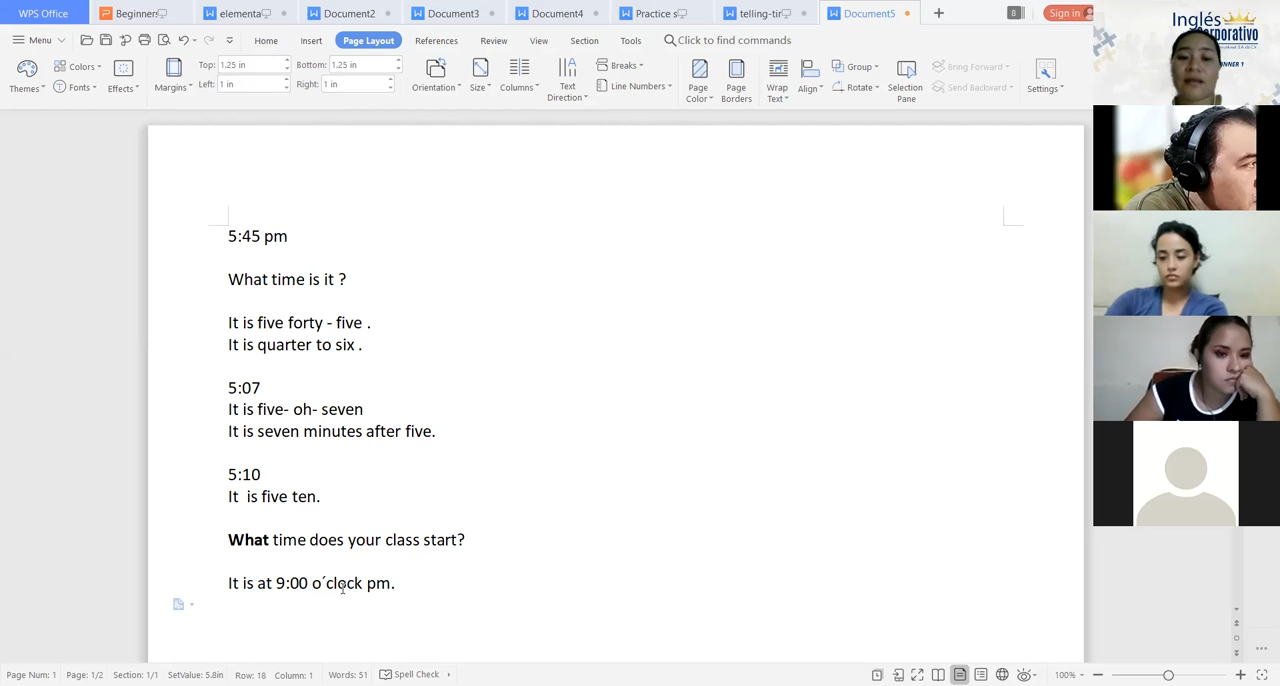 WPS Office
Beginners
elementa
Document2
Document3
Document4
Practice s
telling-tir
Document5
Sign in
Menu
Home
Insert
Page Layout
References
Review
View
Section
Tools
Click to find commands
Themes
Colors
Fonts
Effects
Margins
Top: 1.25 in
Bottom: 1.25 in
Left: 1 in
Right: 1 in
Orientation
Size
Columns
Text
Direction
Breaks
Line Numbers
Page
Color
Page
Borders
Wrap
Text
Align
Group
Rotate
Selection
Pane
Bring Forward
Send Backward
Settings
Inglés
Corporativo
5:45 pm
What time is it ?
It is five forty - five .
It is quarter to six .
5:07
It is five- oh- seven
It is seven minutes after five.
5:10
It  is five ten.
What time does your class start?
It is at 9:00 o´clock pm.
Page Num: 1
Page: 1/2
Section: 1/1
SetValue: 5.8in
Row: 18
Column: 1
Words: 51
Spell Check
100%